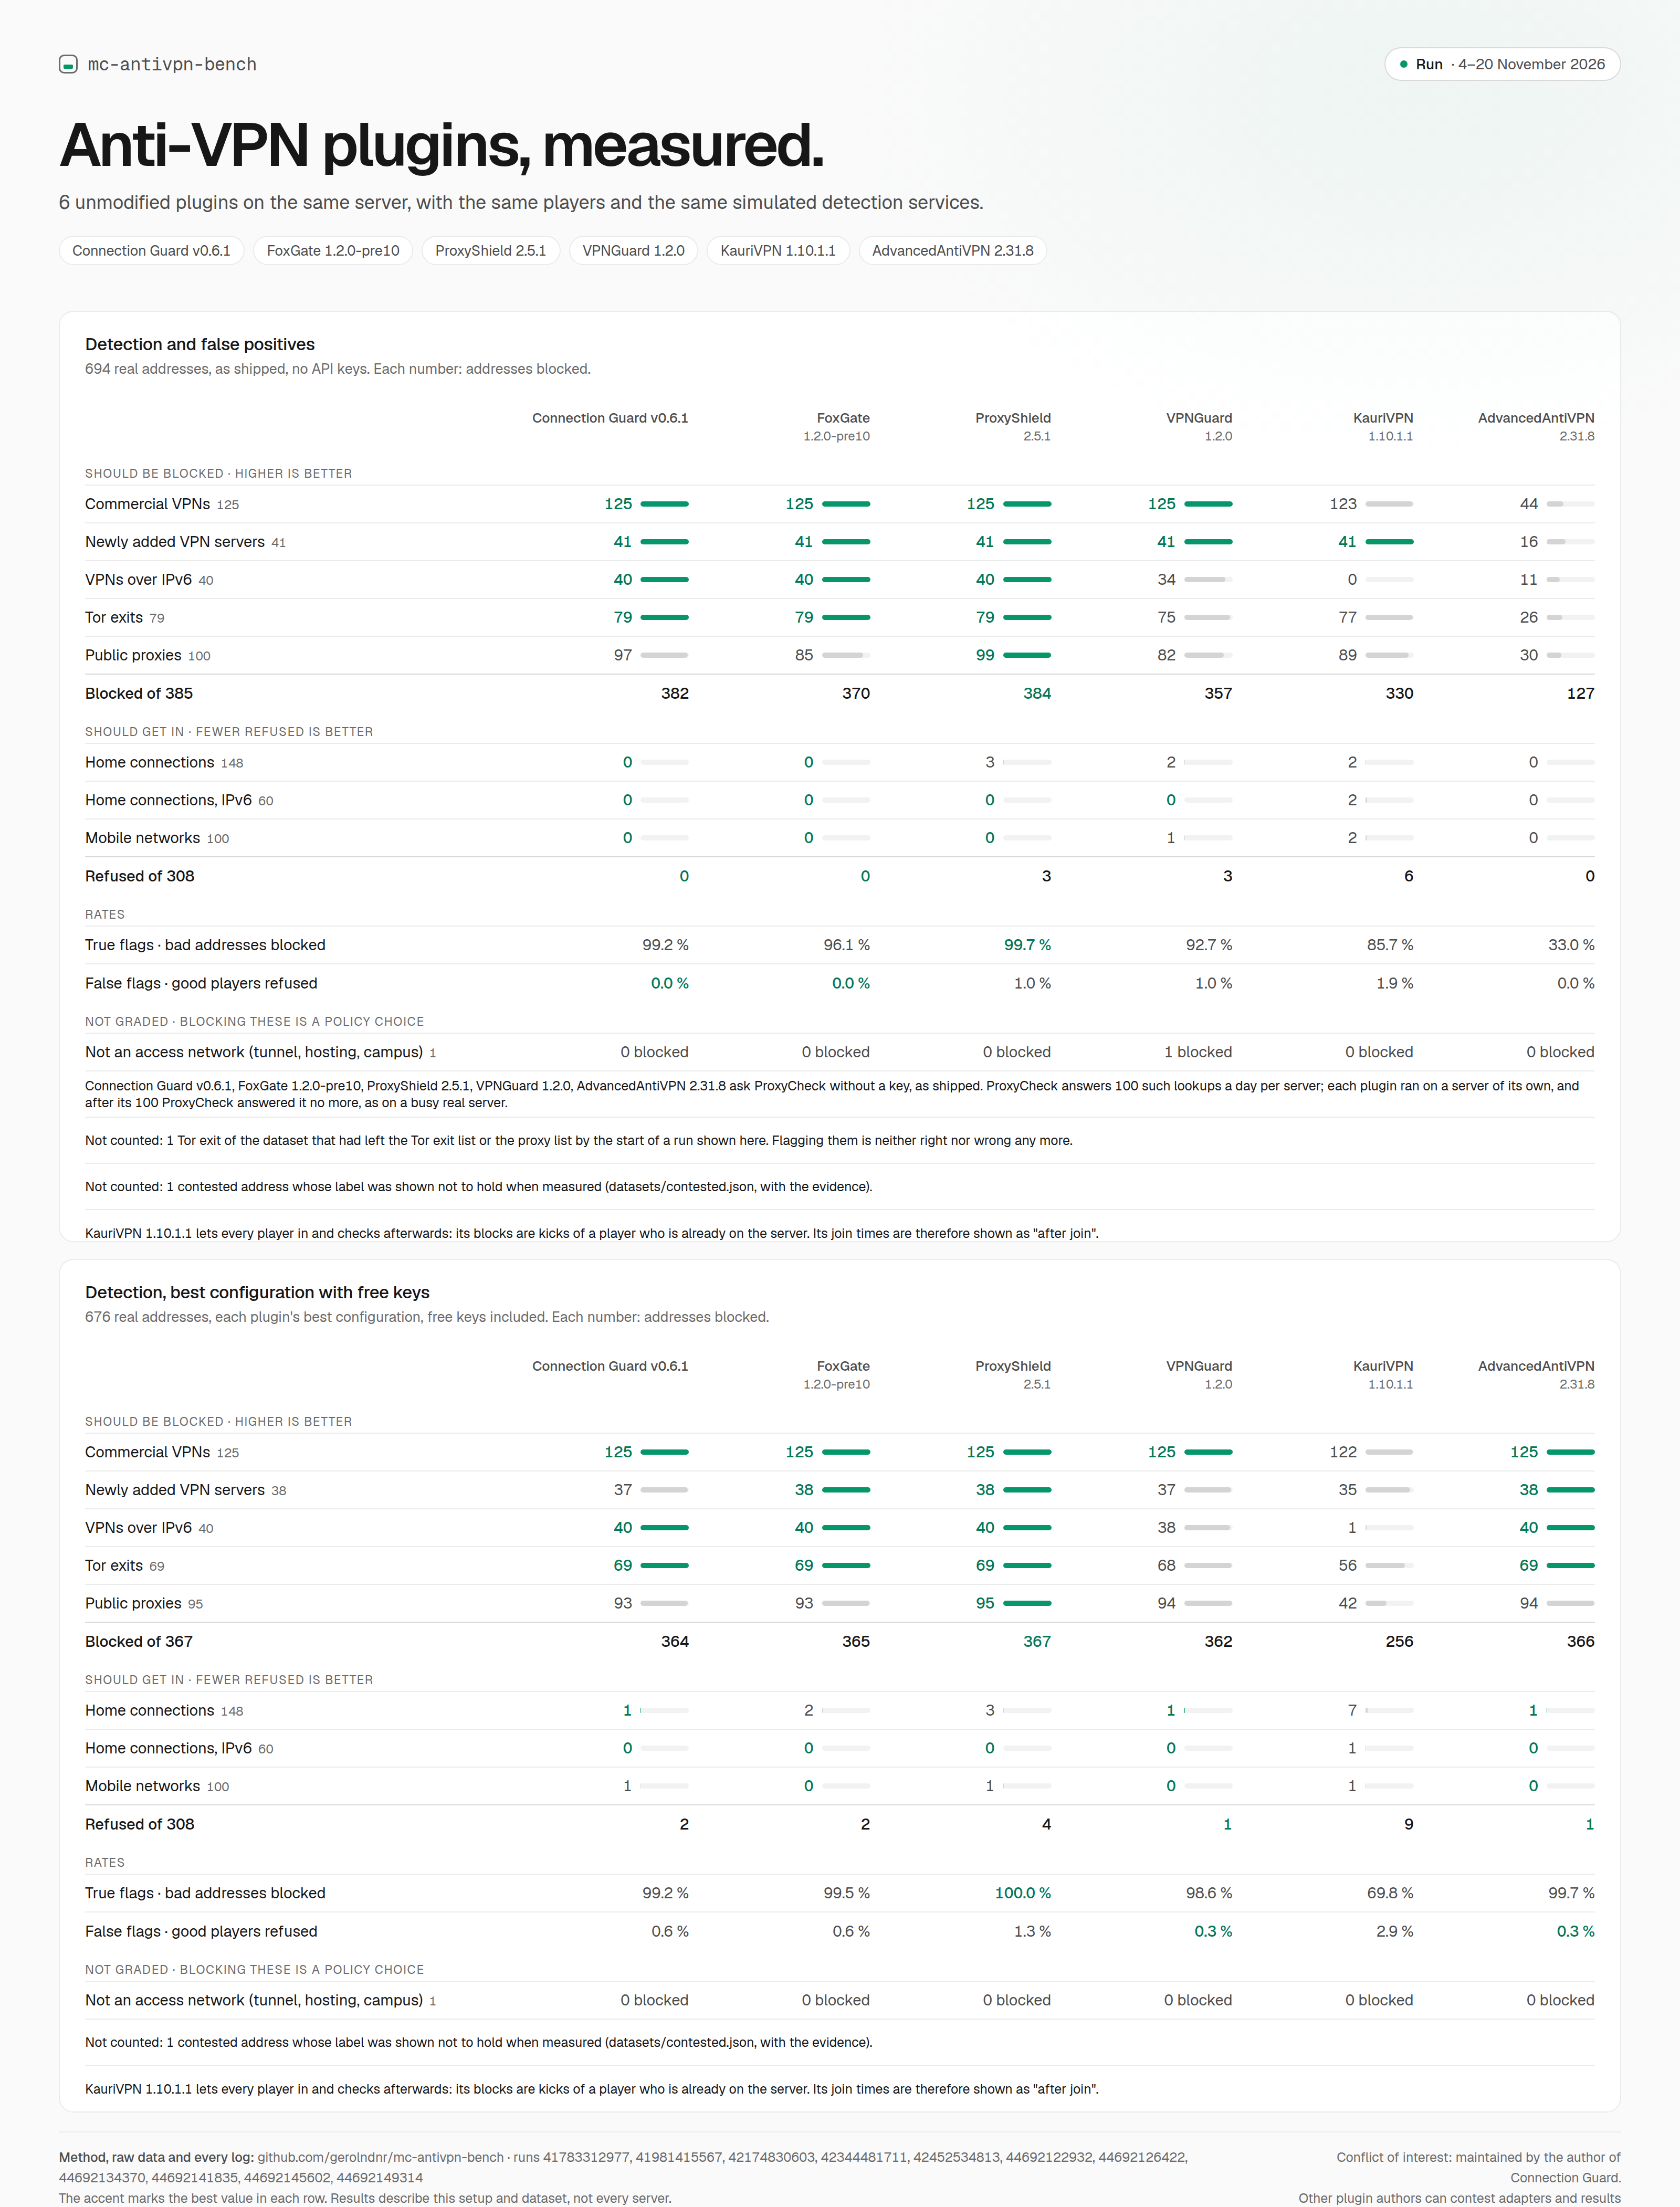 mc-antivpn-bench
Run · 4–20 November 2026
Anti-VPN plugins, measured.
6 unmodified plugins on the same server, with the same players and the same simulated detection services.
Connection Guard v0.6.1 FoxGate 1.2.0-pre10 ProxyShield 2.5.1 VPNGuard 1.2.0 KauriVPN 1.10.1.1 AdvancedAntiVPN 2.31.8
Detection and false positives
694 real addresses, as shipped, no API keys. Each number: addresses blocked.
Connection Guard v0.6.1 FoxGate ProxyShield VPNGuard KauriVPN AdvancedAntiVPN
1.2.0-pre10 2.5.1 1.2.0 1.10.1.1 2.31.8
SHOULD BE BLOCKED · HIGHER IS BETTER
Commercial VPNs 125 125 125 125 125 123 44
Newly added VPN servers 41 41 41 41 41 41 16
VPNs over IPv6 40 40 40 40 34 0 11
Tor exits 79 79 79 79 75 77 26
Public proxies 100 97 85 99 82 89 30
Blocked of 385 382 370 384 357 330 127
SHOULD GET IN · FEWER REFUSED IS BETTER
Home connections 148 0 0 3 2 2 0
Home connections, IPv6 60 0 0 0 0 2 0
Mobile networks 100 0 0 0 1 2 0
Refused of 308 0 0 3 3 6 0
RATES
True flags · bad addresses blocked 99.2 % 96.1 % 99.7 % 92.7 % 85.7 % 33.0 %
False flags · good players refused 0.0 % 0.0 % 1.0 % 1.0 % 1.9 % 0.0 %
NOT GRADED · BLOCKING THESE IS A POLICY CHOICE
Not an access network (tunnel, hosting, campus) 1 0 blocked 0 blocked 0 blocked 1 blocked 0 blocked 0 blocked
Connection Guard v0.6.1, FoxGate 1.2.0-pre10, ProxyShield 2.5.1, VPNGuard 1.2.0, AdvancedAntiVPN 2.31.8 ask ProxyCheck without a key, as shipped. ProxyCheck answers 100 such lookups a day per server; each plugin ran on a server of its own, and
after its 100 ProxyCheck answered it no more, as on a busy real server.
Not counted: 1 Tor exit of the dataset that had left the Tor exit list or the proxy list by the start of a run shown here. Flagging them is neither right nor wrong any more.
Not counted: 1 contested address whose label was shown not to hold when measured (datasets/contested.json, with the evidence).
KauriVPN 1.10.1.1 lets every player in and checks afterwards: its blocks are kicks of a player who is already on the server. Its join times are therefore shown as "after join".
Detection, best configuration with free keys
676 real addresses, each plugin's best configuration, free keys included. Each number: addresses blocked.
Connection Guard v0.6.1 FoxGate ProxyShield VPNGuard KauriVPN AdvancedAntiVPN
1.2.0-pre10 2.5.1 1.2.0 1.10.1.1 2.31.8
SHOULD BE BLOCKED · HIGHER IS BETTER
Commercial VPNs 125 125 125 125 125 122 125
Newly added VPN servers 38 37 38 38 37 35 38
VPNs over IPv6 40 40 40 40 38 1 40
Tor exits 69 69 69 69 68 56 69
Public proxies 95 93 93 95 94 42 94
Blocked of 367 364 365 367 362 256 366
SHOULD GET IN · FEWER REFUSED IS BETTER
Home connections 148 1 2 3 1 7 1
Home connections, IPv6 60 0 0 0 0 1 0
Mobile networks 100 1 0 1 0 1 0
Refused of 308 2 2 4 1 9 1
RATES
True flags · bad addresses blocked 99.2 % 99.5 % 100.0 % 98.6 % 69.8 % 99.7 %
False flags · good players refused 0.6 % 0.6 % 1.3 % 0.3 % 2.9 % 0.3 %
NOT GRADED · BLOCKING THESE IS A POLICY CHOICE
Not an access network (tunnel, hosting, campus) 1 0 blocked 0 blocked 0 blocked 0 blocked 0 blocked 0 blocked
Not counted: 1 contested address whose label was shown not to hold when measured (datasets/contested.json, with the evidence).
KauriVPN 1.10.1.1 lets every player in and checks afterwards: its blocks are kicks of a player who is already on the server. Its join times are therefore shown as "after join".
Method, raw data and every log: github.com/gerolndnr/mc-antivpn-bench · runs 41783312977, 41981415567, 42174830603, 42344481711, 42452534813, 44692122932, 44692126422,
44692134370, 44692141835, 44692145602, 44692149314
The accent marks the best value in each row. Results describe this setup and dataset, not every server.
Conflict of interest: maintained by the author of
Connection Guard.
Other plugin authors can contest adapters and results